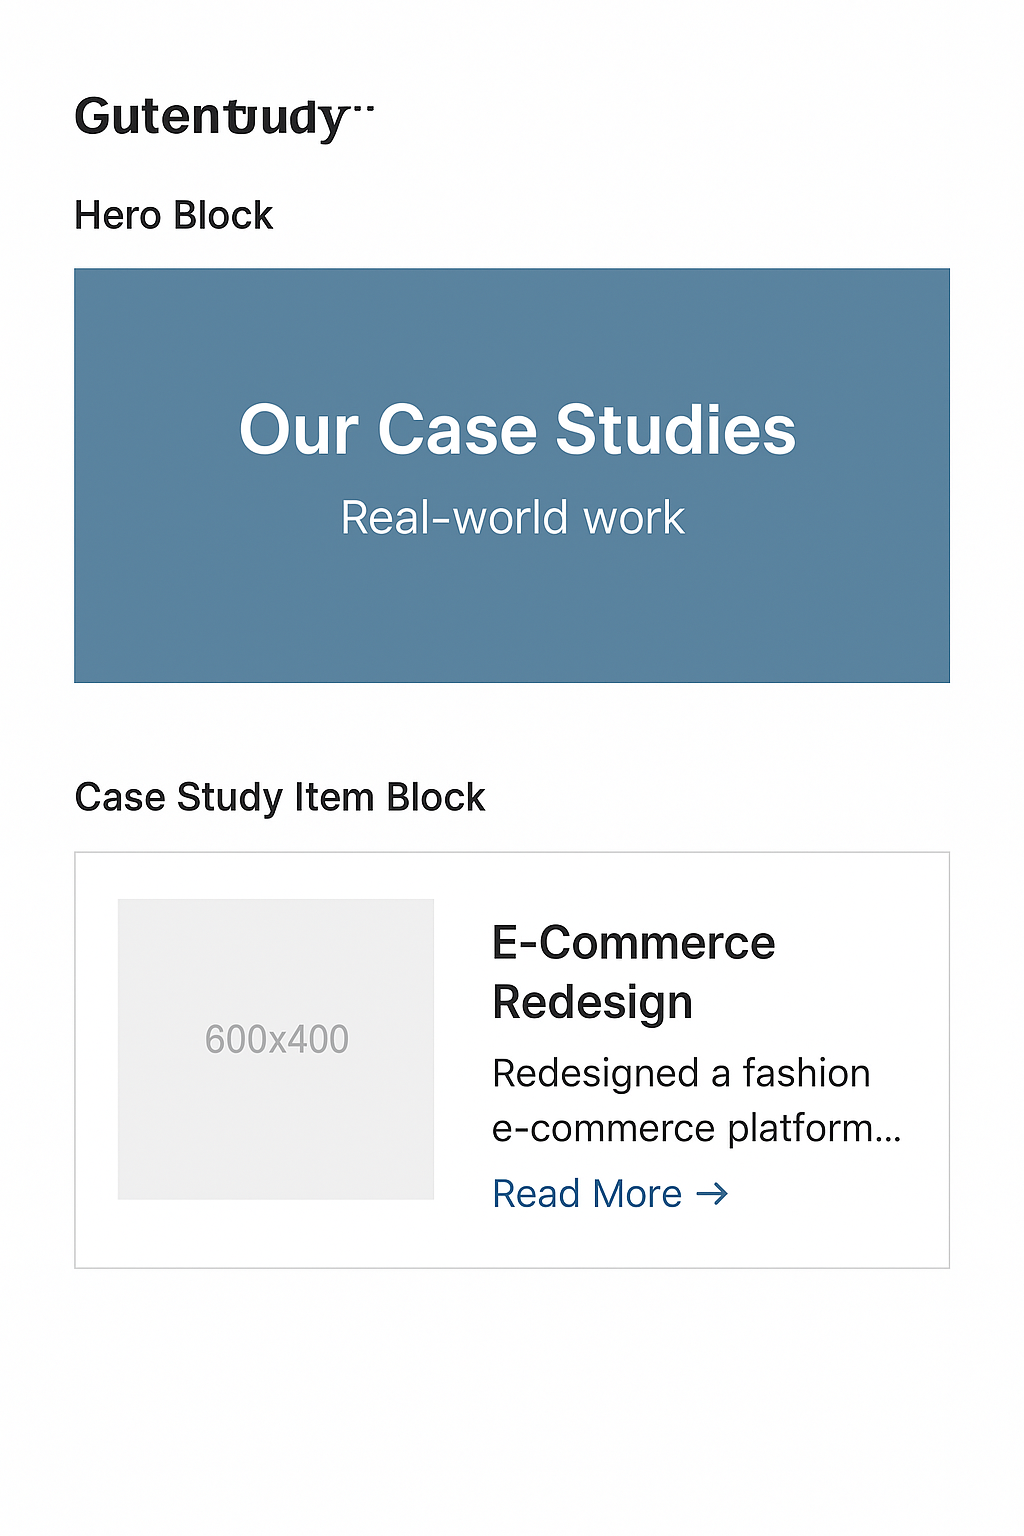 Hero Block
Our Case Studies
Real-world work
Case Study Item Block
600x400
E-Commerce
Redesign
Redesigned a fashion
e-commerce platform...
Read More →